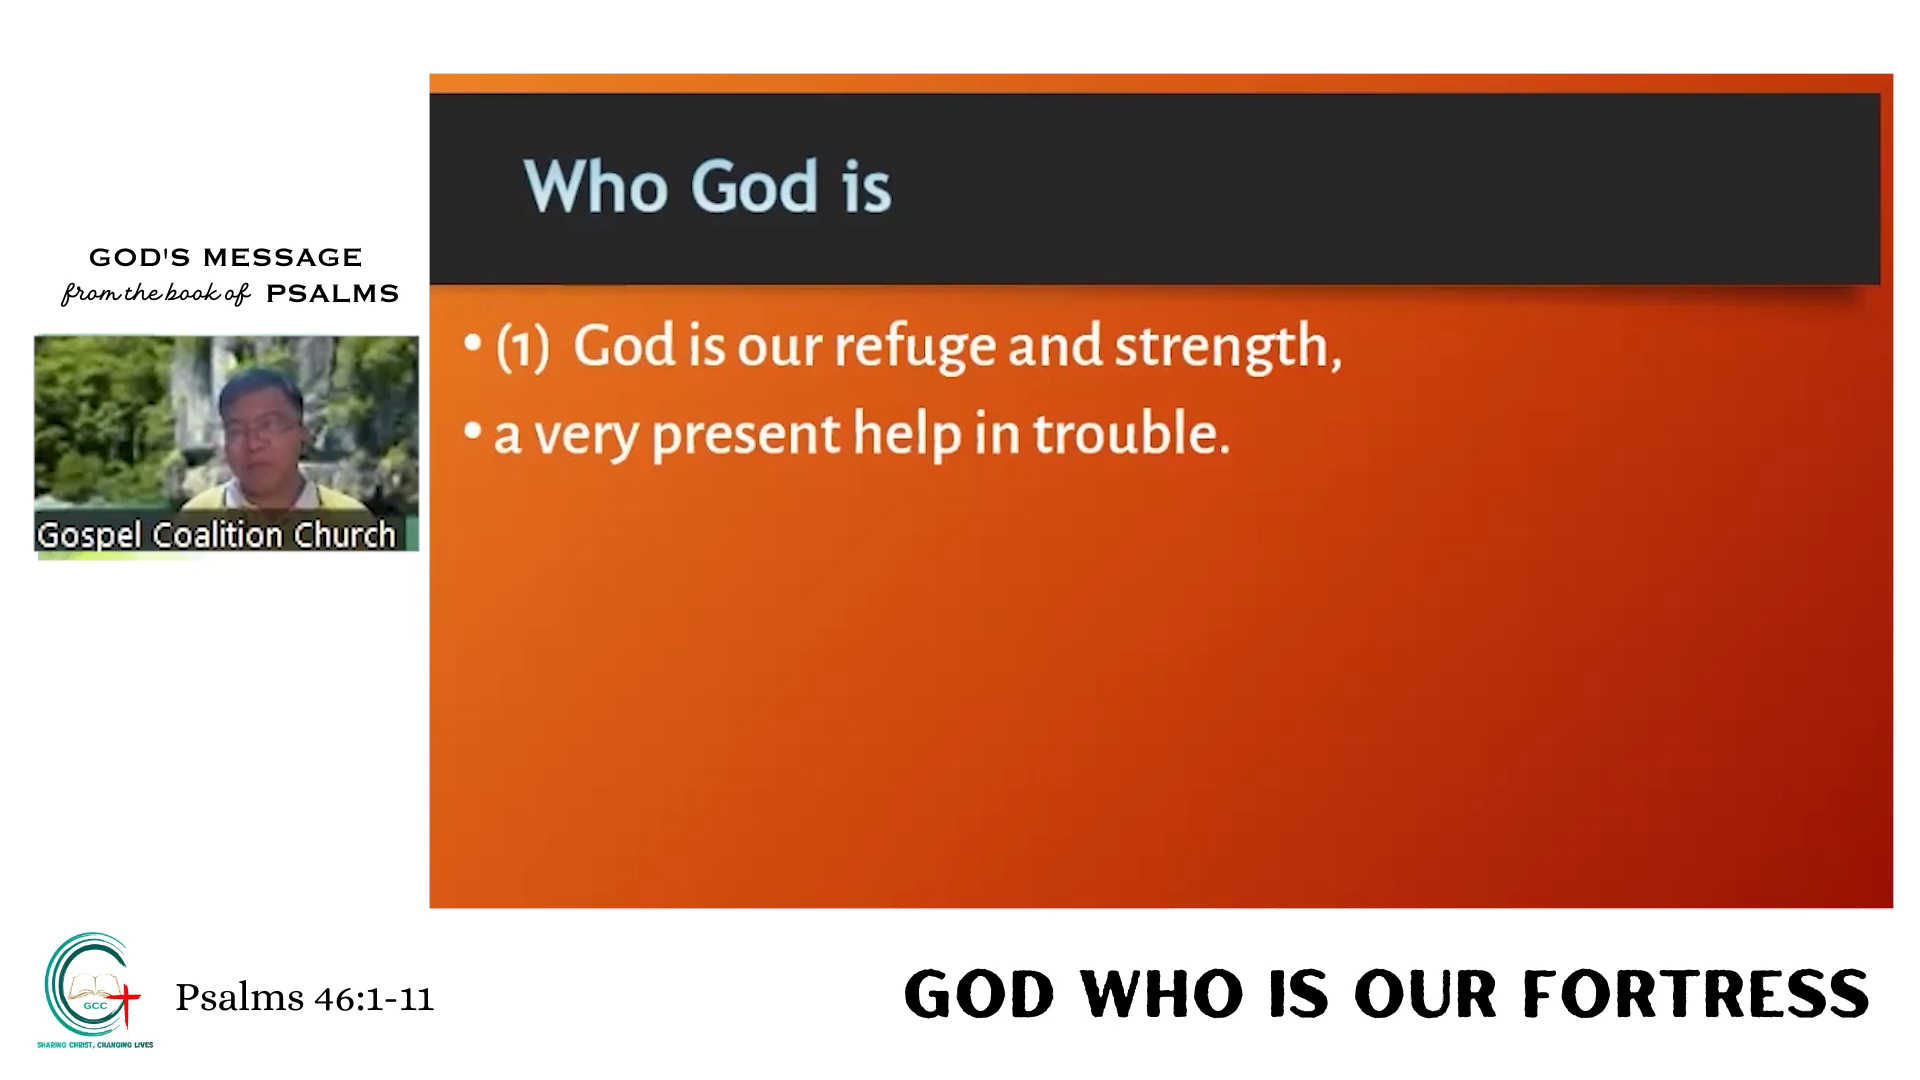 GOD'S MESSAGE
from the book of PSALMS
Gospel Coalition Church
Who God is
• (1) God is our refuge and strength,
• a very present help in trouble.
GCC
SHARING CHRIST, CHANGING LIVES
Psalms 46:1-11
GOD WHO IS OUR FORTRESS